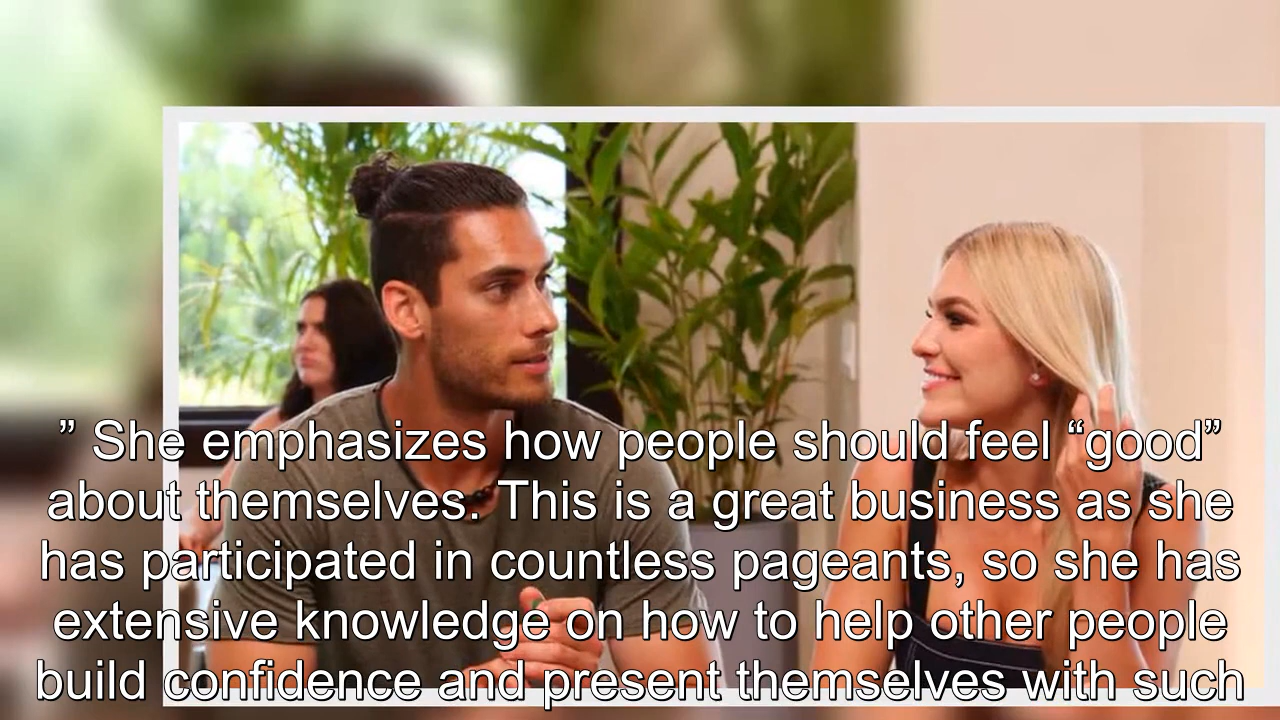 ” She emphasizes how people should feel “good”
about themselves. This is a great business as she
has participated in countless pageants, so she has
extensive knowledge on how to help other people
build confidence and present themselves with such